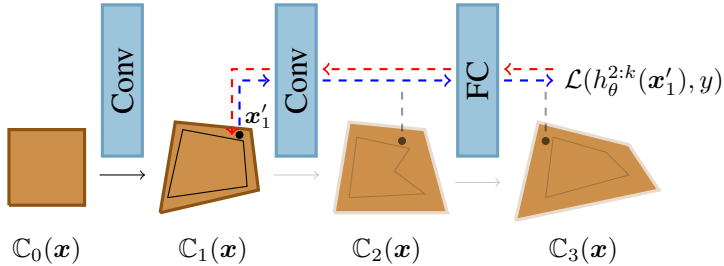 Conv
Conv
FC
𝒙′₁
ℒ(h_θ^{2:k}(𝒙′₁), y)
ℂ₀(𝒙)
ℂ₁(𝒙)
ℂ₂(𝒙)
ℂ₃(𝒙)